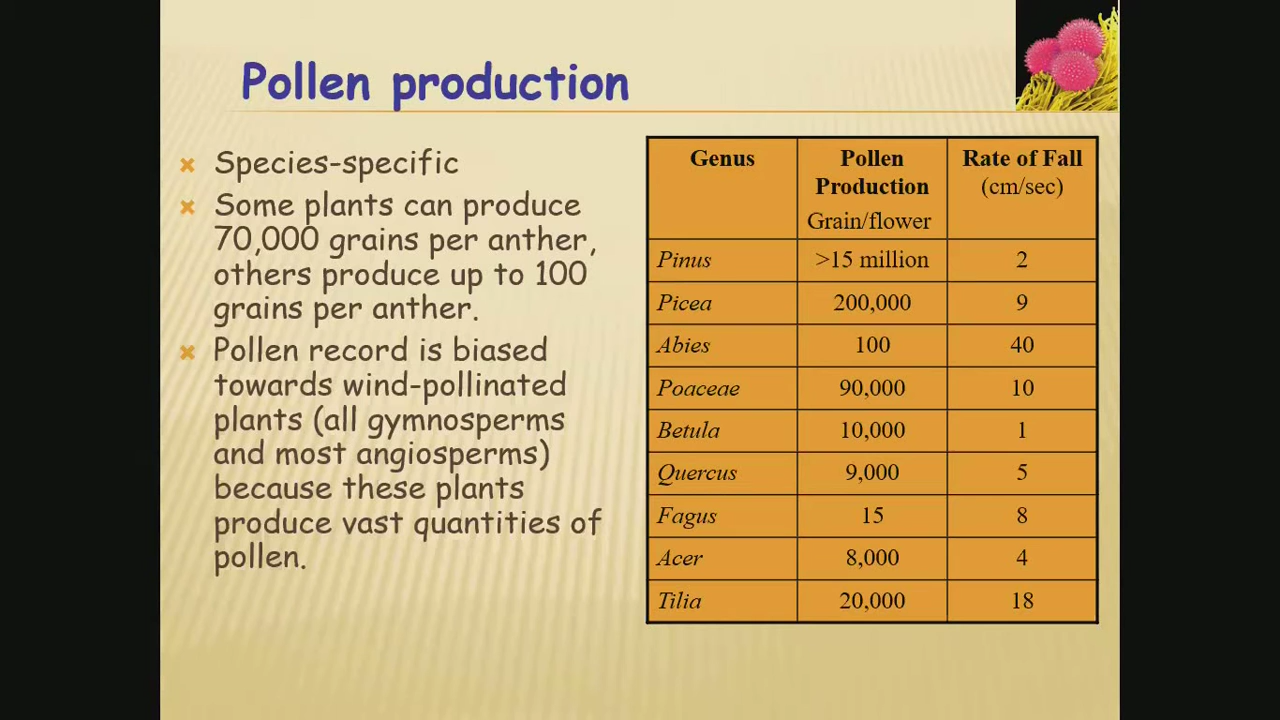 Pollen production
Species-specific
Some plants can produce
70,000 grains per anther,
others produce up to 100
grains per anther.
Pollen record is biased
towards wind-pollinated
plants (all gymnosperms
and most angiosperms)
because these plants
produce vast quantities of
pollen.
Genus Pollen Production Grain/flower Rate of Fall (cm/sec)
Pinus >15 million 2
Picea 200,000 9
Abies 100 40
Poaceae 90,000 10
Betula 10,000 1
Quercus 9,000 5
Fagus 15 8
Acer 8,000 4
Tilia 20,000 18